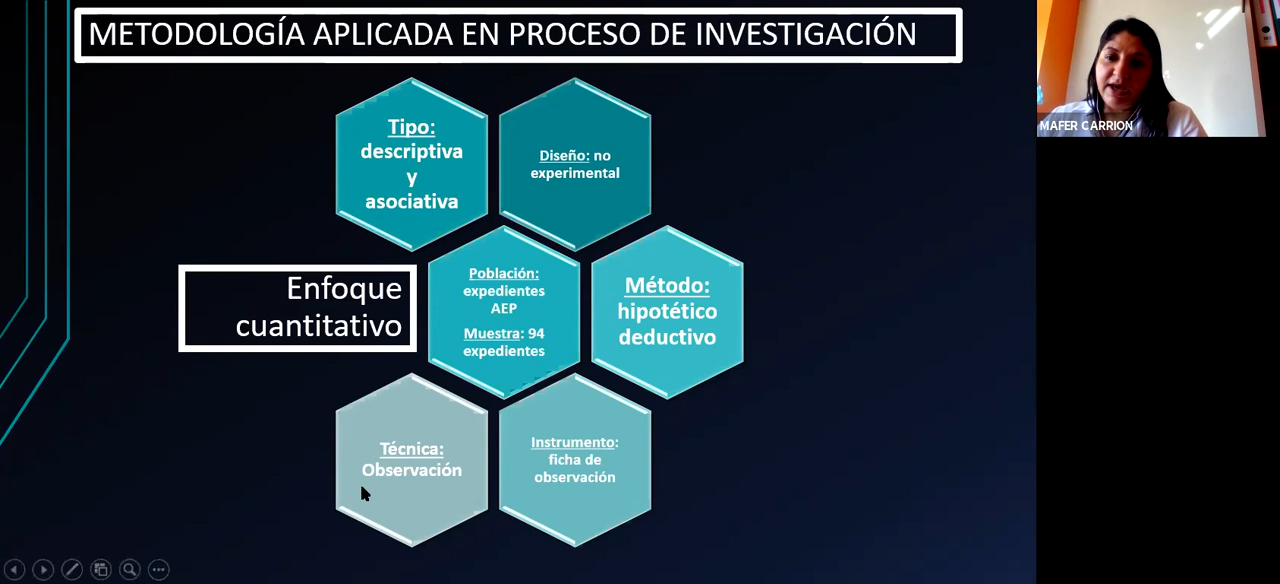 METODOLOGÍA APLICADA EN PROCESO DE INVESTIGACIÓN
MAFER CARRION
Tipo:
descriptiva
y
asociativa
Diseño: no
experimental
Enfoque
cuantitativo
Población:
expedientes
AEP
Muestra: 94
expedientes
Método:
hipotético
deductivo
Técnica:
Observación
Instrumento:
ficha de
observación